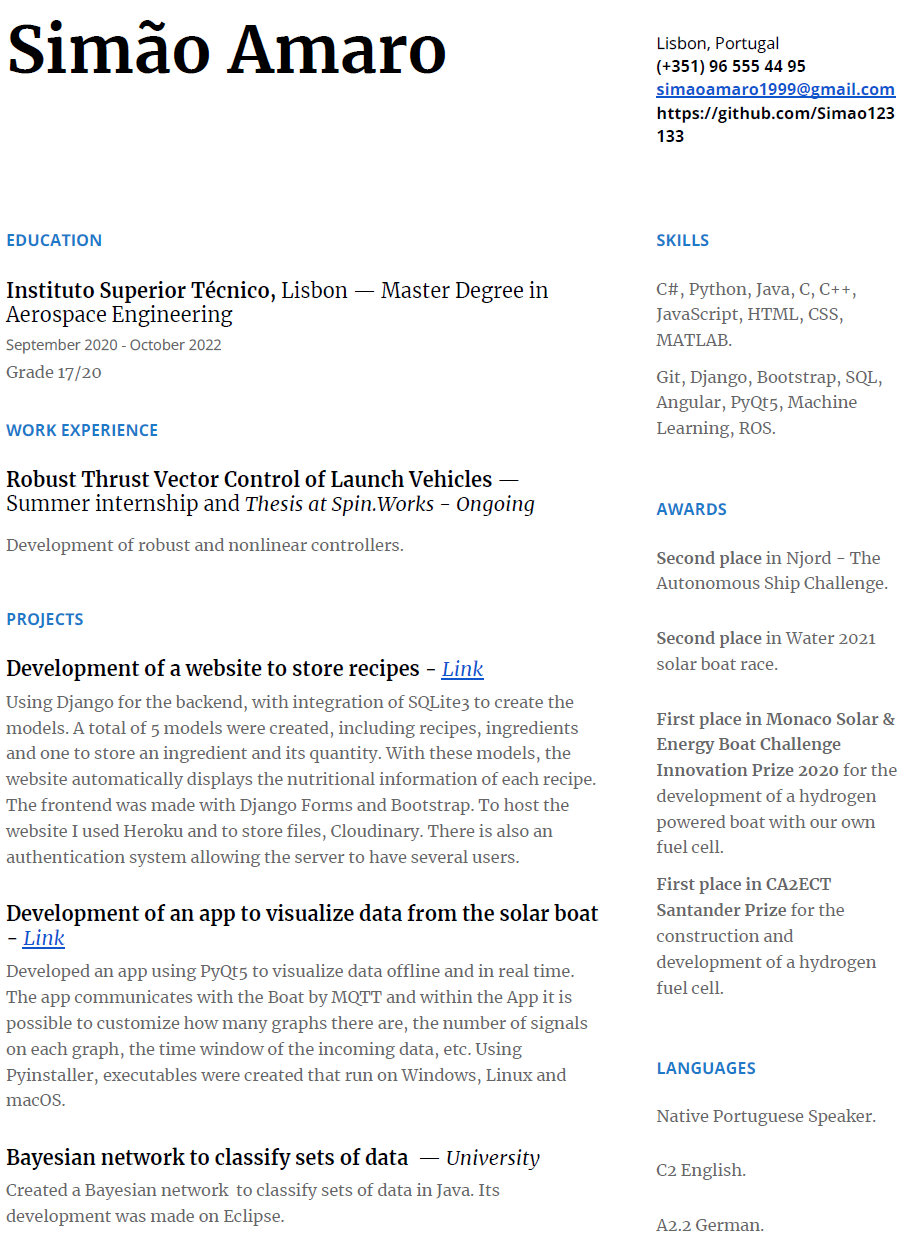 Simão Amaro
Lisbon, Portugal
(+351) 96 555 44 95
simaoamaro1999@gmail.com
https://github.com/Simao123
133
EDUCATION
Instituto Superior Técnico, Lisbon — Master Degree in
Aerospace Engineering
September 2020 - October 2022
Grade 17/20
WORK EXPERIENCE
Robust Thrust Vector Control of Launch Vehicles —
Summer internship and Thesis at Spin.Works - Ongoing
Development of robust and nonlinear controllers.
PROJECTS
Development of a website to store recipes - Link
Using Django for the backend, with integration of SQLite3 to create the
models. A total of 5 models were created, including recipes, ingredients
and one to store an ingredient and its quantity. With these models, the
website automatically displays the nutritional information of each recipe.
The frontend was made with Django Forms and Bootstrap. To host the
website I used Heroku and to store files, Cloudinary. There is also an
authentication system allowing the server to have several users.
Development of an app to visualize data from the solar boat
- Link
Developed an app using PyQt5 to visualize data offline and in real time.
The app communicates with the Boat by MQTT and within the App it is
possible to customize how many graphs there are, the number of signals
on each graph, the time window of the incoming data, etc. Using
Pyinstaller, executables were created that run on Windows, Linux and
macOS.
Bayesian network to classify sets of data — University
Created a Bayesian network to classify sets of data in Java. Its
development was made on Eclipse.
SKILLS
C#, Python, Java, C, C++,
JavaScript, HTML, CSS,
MATLAB.
Git, Django, Bootstrap, SQL,
Angular, PyQt5, Machine
Learning, ROS.
AWARDS
Second place in Njord - The
Autonomous Ship Challenge.
Second place in Water 2021
solar boat race.
First place in Monaco Solar &
Energy Boat Challenge
Innovation Prize 2020 for the
development of a hydrogen
powered boat with our own
fuel cell.
First place in CA2ECT
Santander Prize for the
construction and
development of a hydrogen
fuel cell.
LANGUAGES
Native Portuguese Speaker.
C2 English.
A2.2 German.